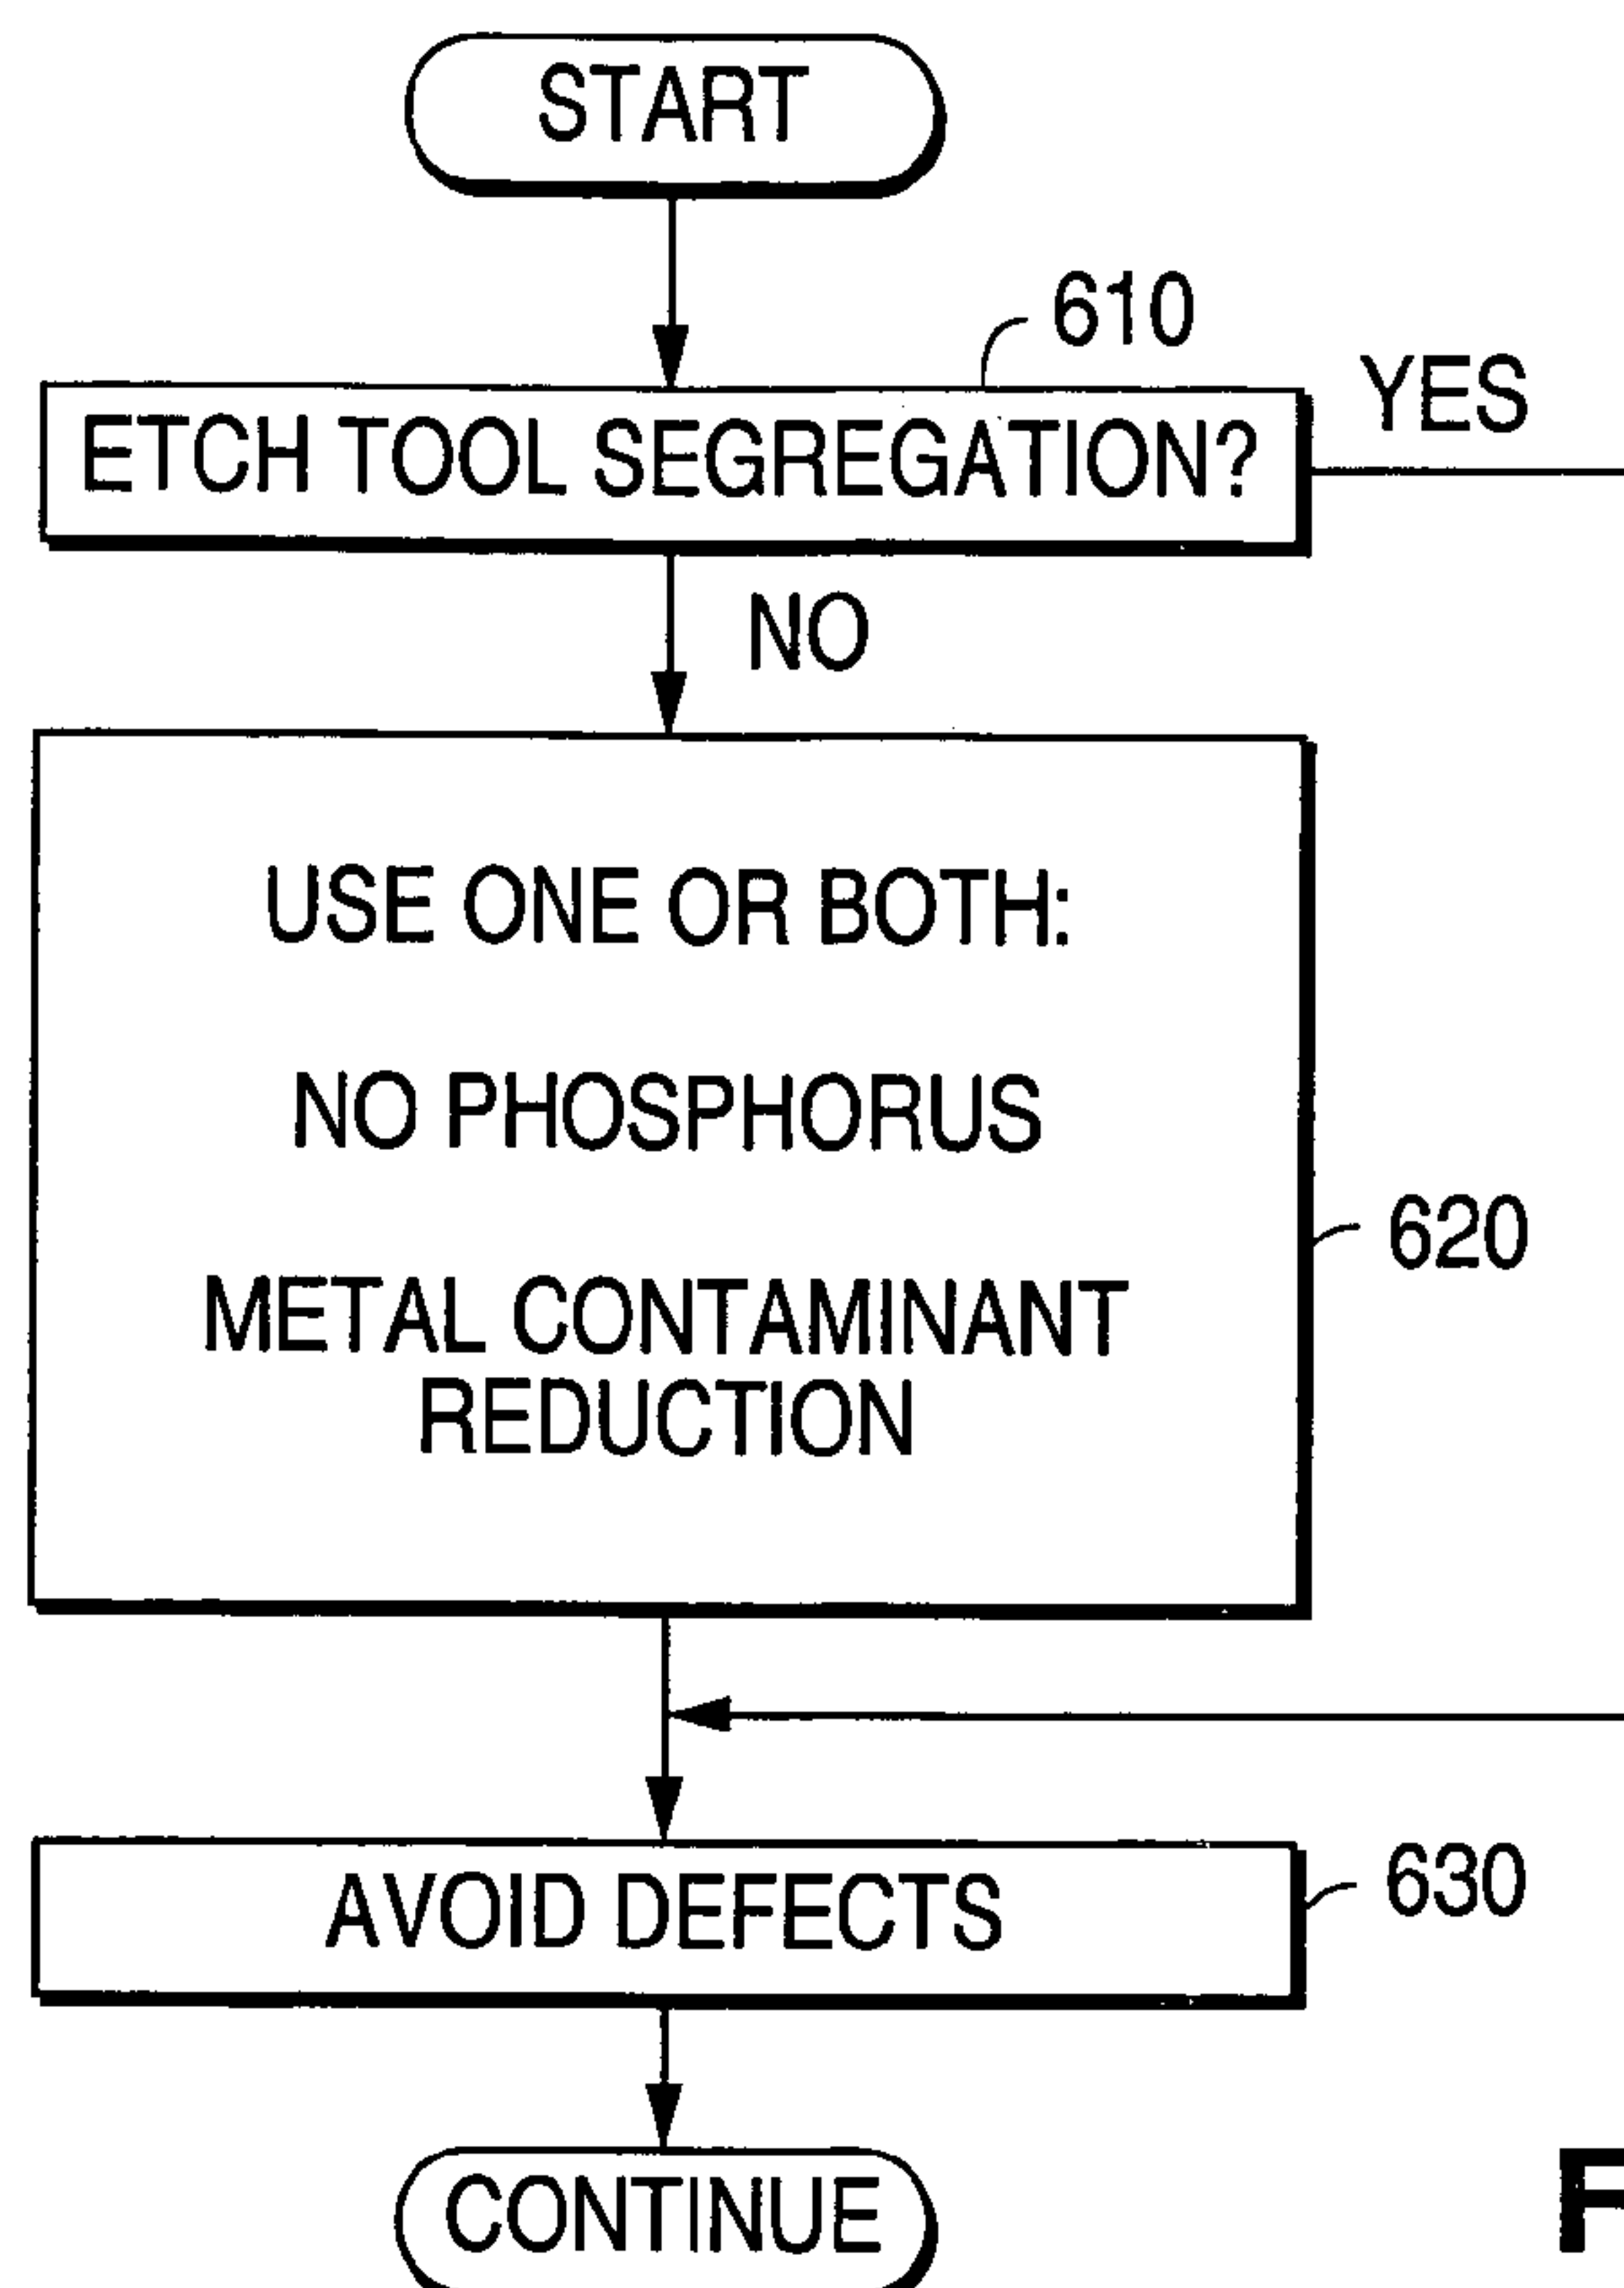 START
610
YES
ETCH TOOL SEGREGATION?
NO
USE ONE OR BOTH:
NO PHOSPHORUS
620
METAL CONTAMINANT
REDUCTION
630
AVOID DEFECTS
CONTINUE
F